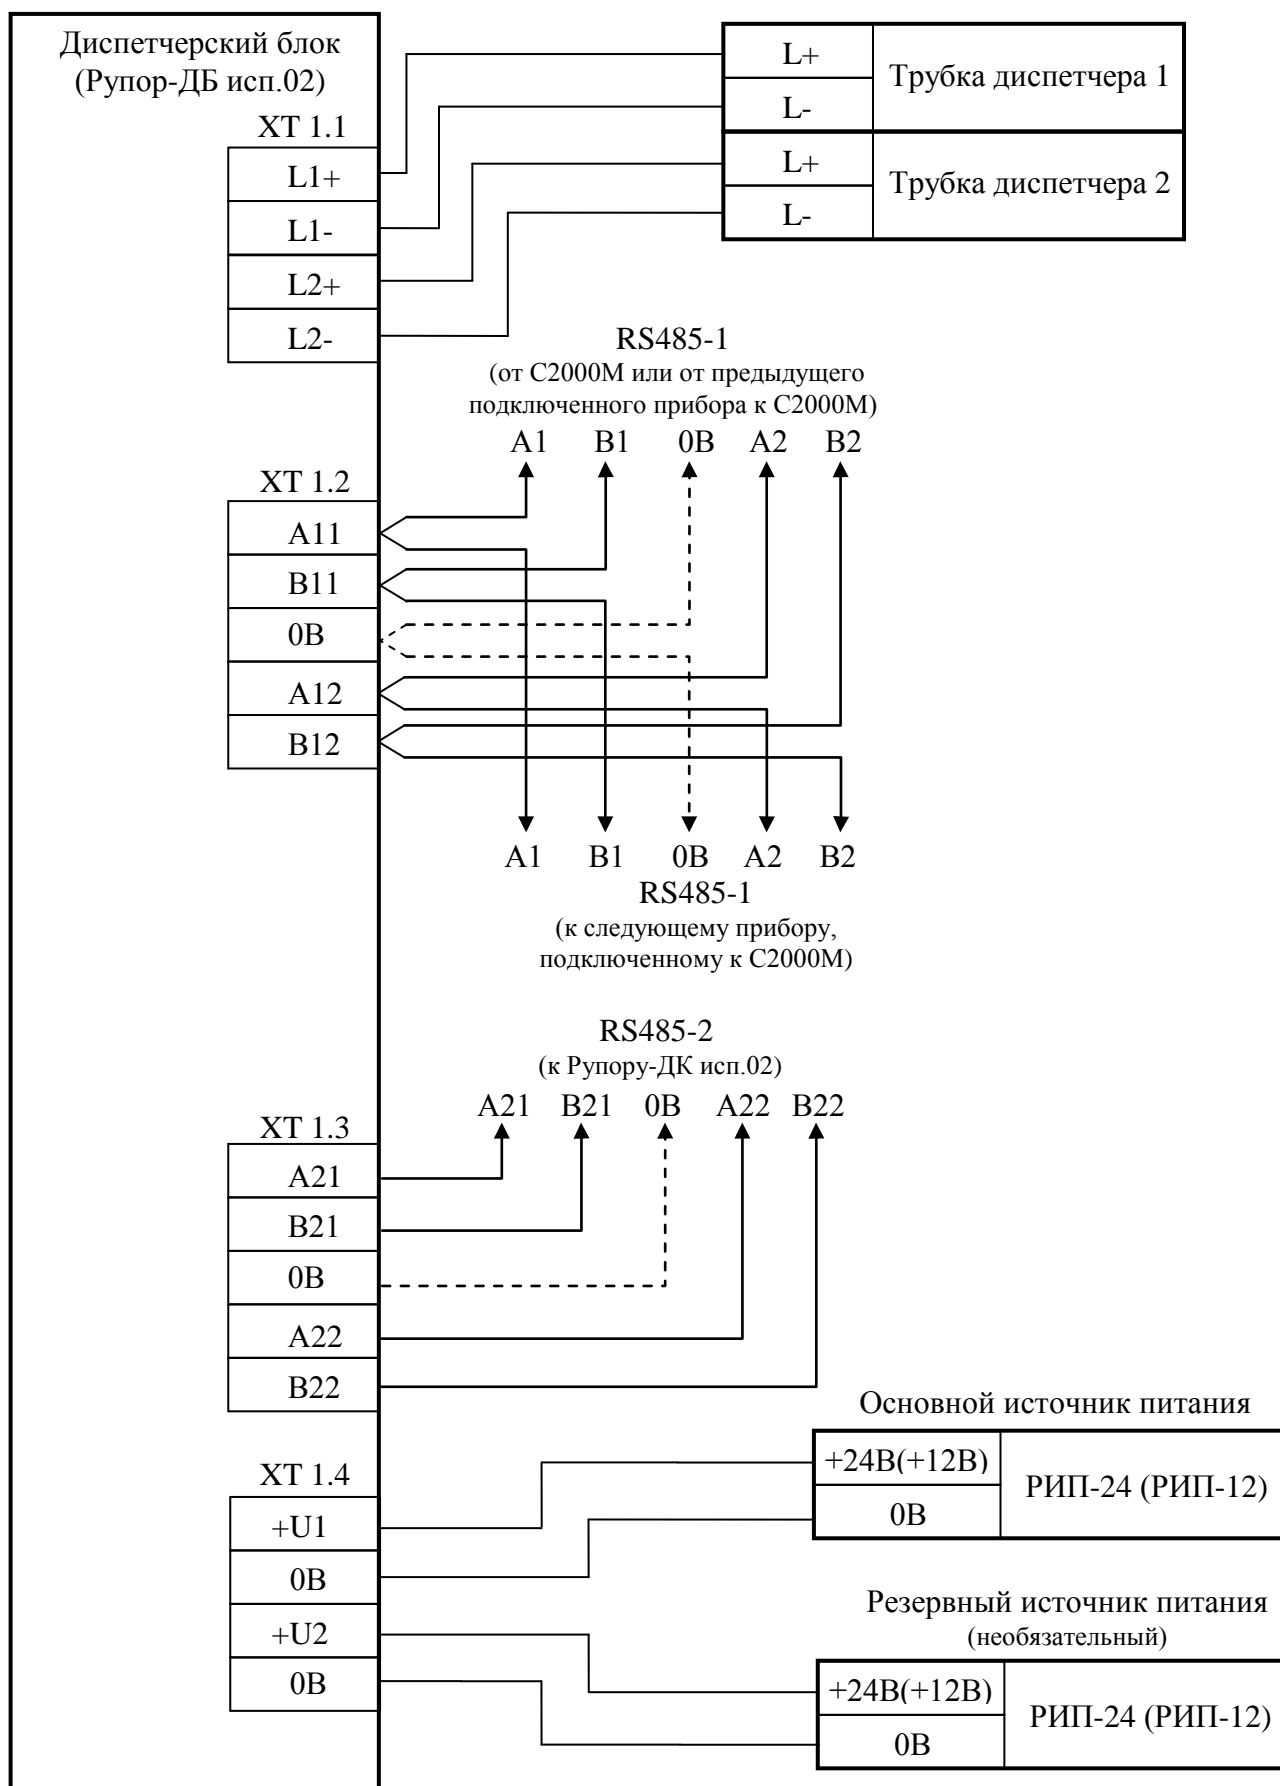 Диспетчерский блок
(Рупор-ДБ исп.02)
XT 1.1
L1+
L1-
L2+
L2-
L+
L-
Трубка диспетчера 1
L+
L-
Трубка диспетчера 2
RS485-1
(от С2000М или от предыдущего
подключенного прибора к С2000М)
A1 B1 0В A2 B2
XT 1.2
A11
B11
0В
A12
B12
A1 B1 0В A2 B2
RS485-1
(к следующему прибору,
подключенному к С2000М)
RS485-2
(к Рупору-ДК исп.02)
A21 B21 0В A22 B22
XT 1.3
A21
B21
0В
A22
B22
Основной источник питания
+24В(+12В)
0В
РИП-24 (РИП-12)
XT 1.4
+U1
0В
+U2
0В
Резервный источник питания
(необязательный)
+24В(+12В)
0В
РИП-24 (РИП-12)